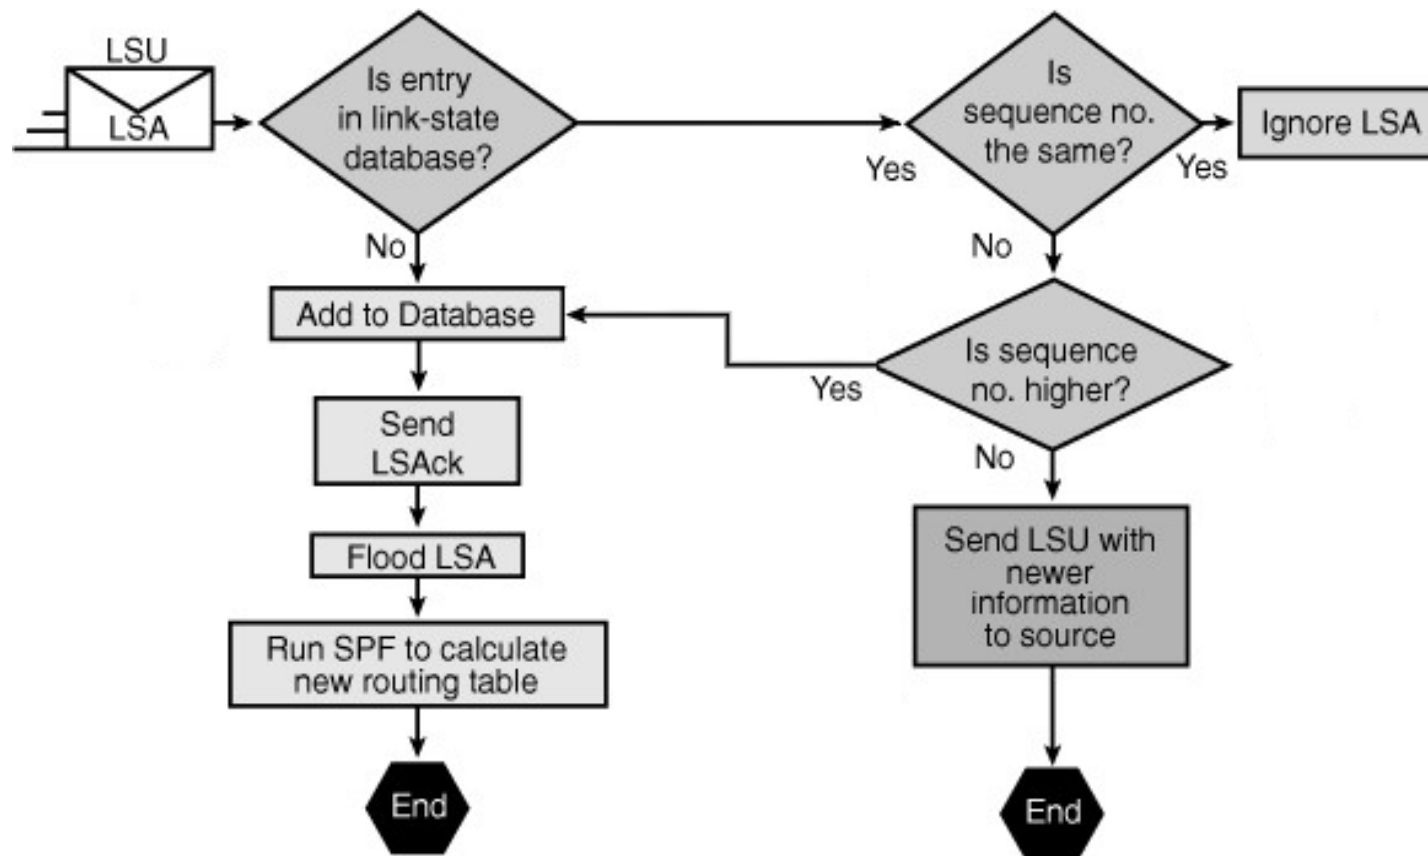 LSU
LSA
Is entry
in link-state
database?
Is
sequence no.
the same?
Yes
Yes
Ignore LSA
No
No
Add to Database
Is sequence
no. higher?
Yes
Send
LSAck
No
Flood LSA
Send LSU with
newer
information
to source
Run SPF to calculate
new routing table
End
End